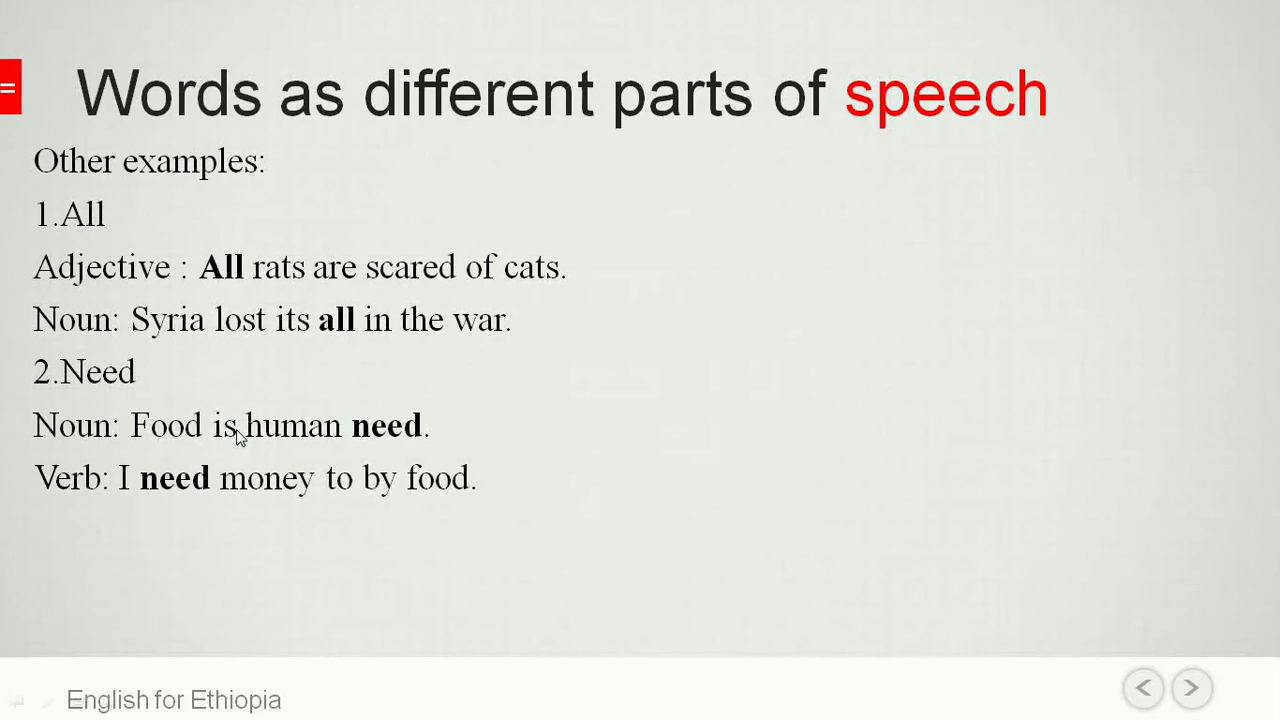 =
Words as different parts of speech
Other examples:
1.All
Adjective : All rats are scared of cats.
Noun: Syria lost its all in the war.
2.Need
Noun: Food is human need.
Verb: I need money to by food.
English for Ethiopia